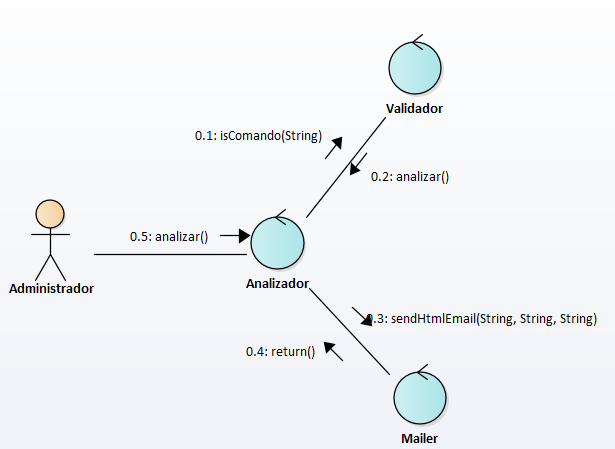 Validador
0.1: isComando(String)
0.2: analizar()
0.5: analizar()
Administrador
Analizador
0.3: sendHtmlEmail(String, String, String)
0.4: return()
Mailer